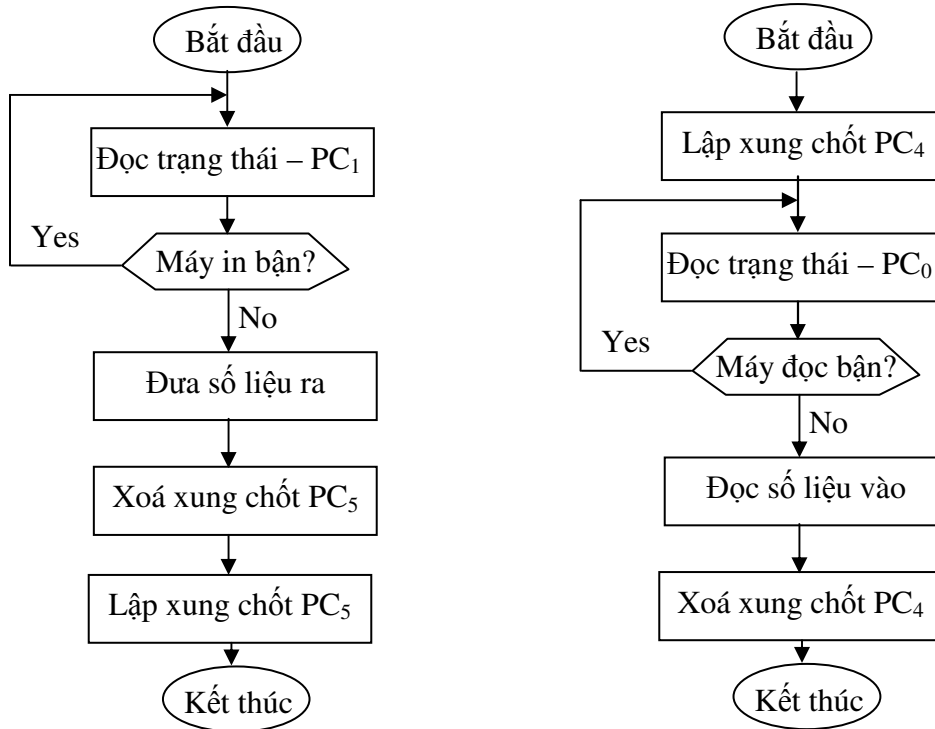 Bắt đầu
Đọc trạng thái – PC₁
Yes
Máy in bận?
No
Đưa số liệu ra
Xoá xung chốt PC₅
Lập xung chốt PC₅
Kết thúc
Bắt đầu
Lập xung chốt PC₄
Đọc trạng thái – PC₀
Yes
Máy đọc bận?
No
Đọc số liệu vào
Xoá xung chốt PC₄
Kết thúc